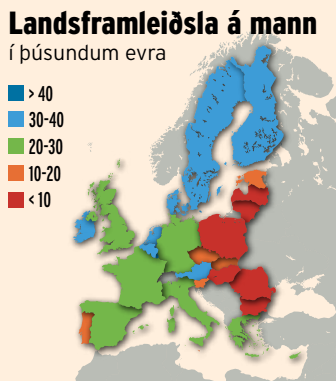 Landsframleiðsla á mann
í þúsundum evra
> 40
30-40
20-30
10-20
< 10